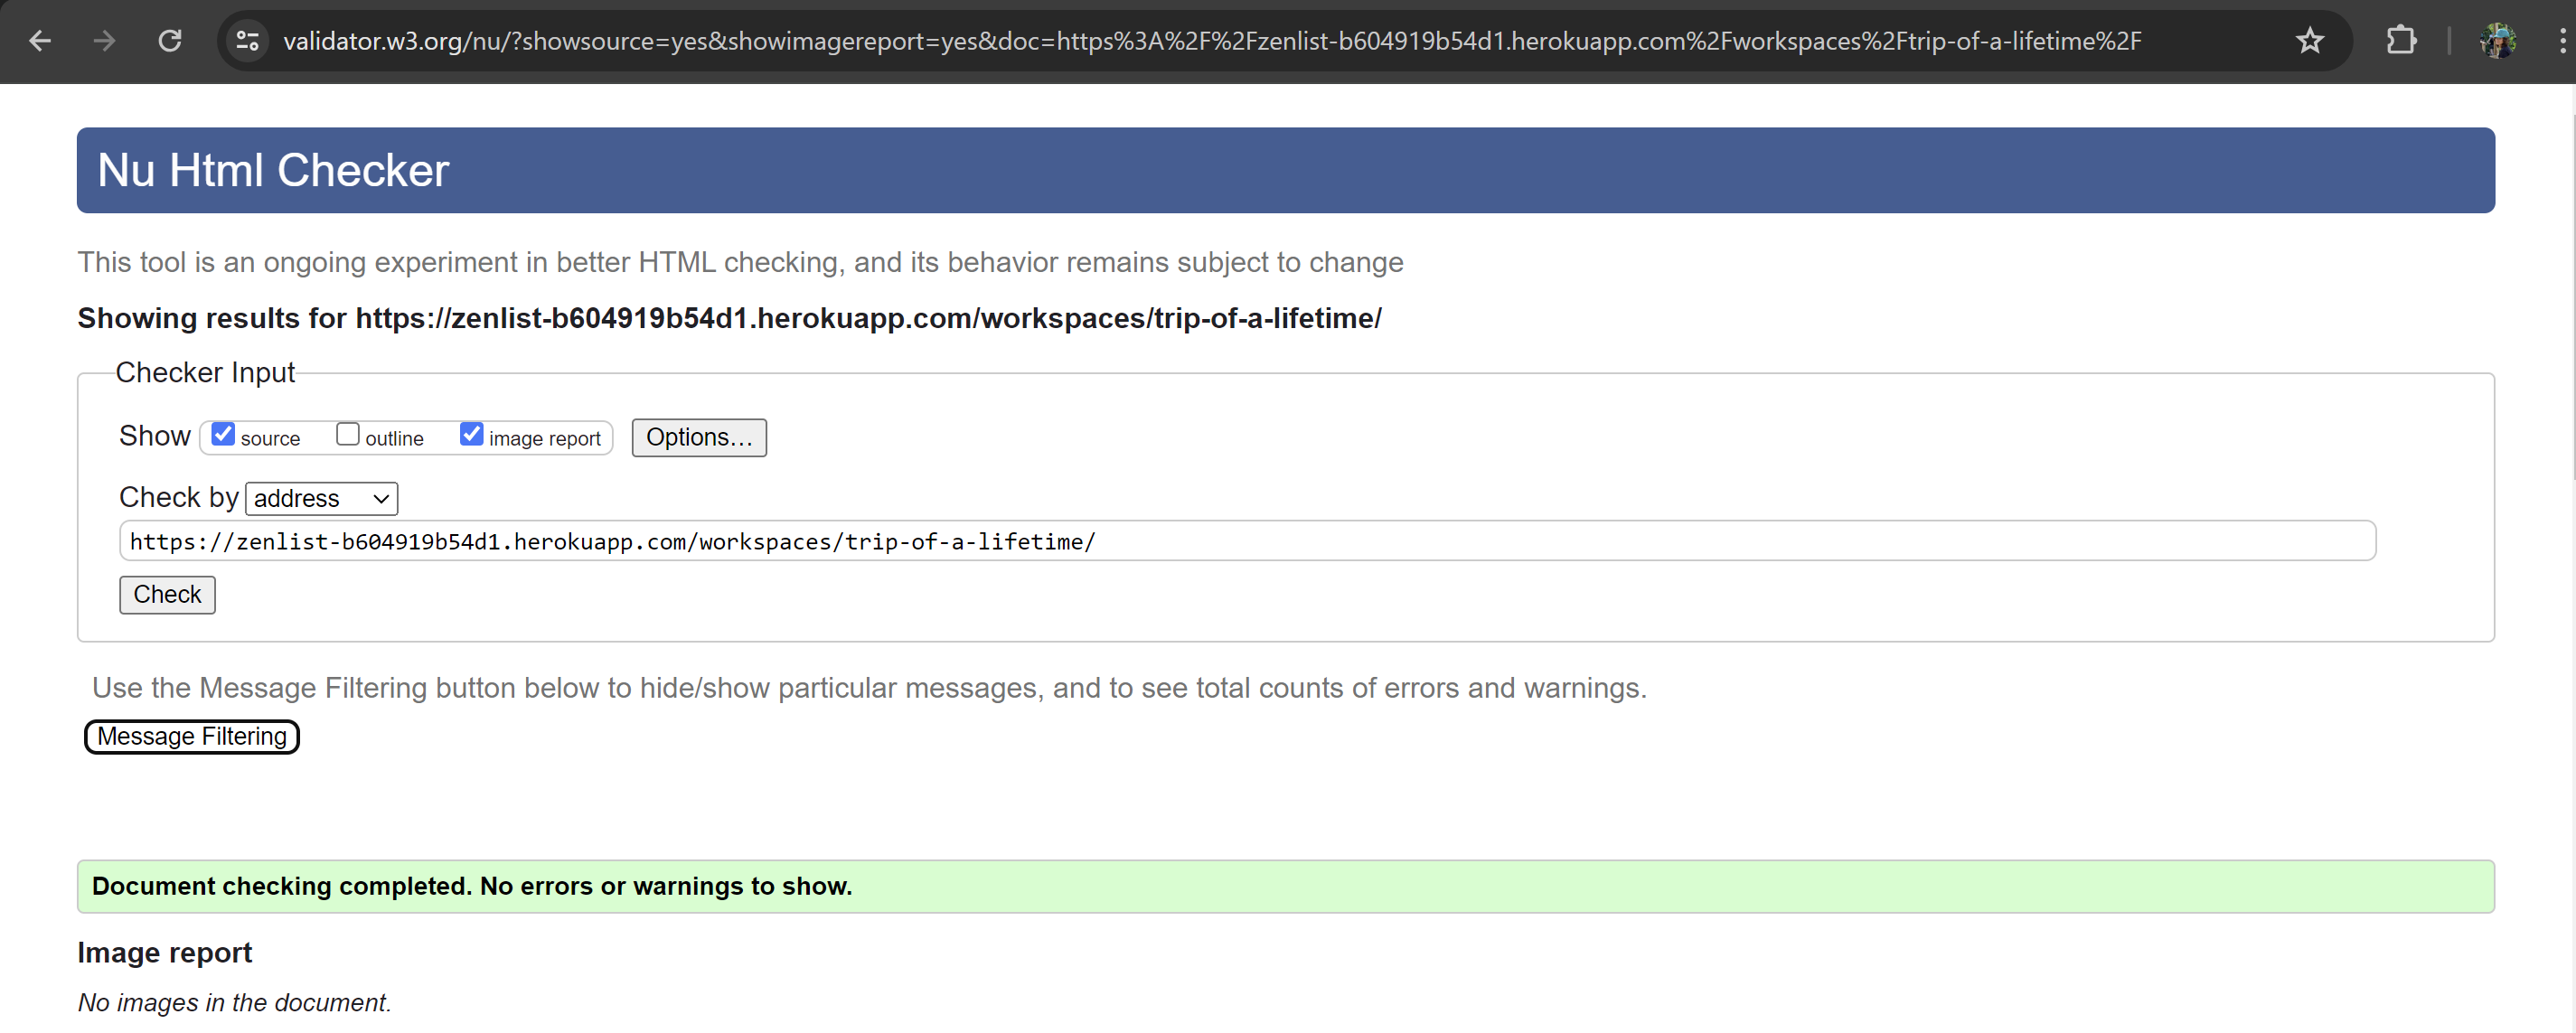 validator.w3.org/nu/?showsource=yes&showimagereport=yes&doc=https%3A%2F%2Fzenlist-b604919b54d1.herokuapp.com%2Fworkspaces%2Ftrip-of-a-lifetime%2F
Nu Html Checker
This tool is an ongoing experiment in better HTML checking, and its behavior remains subject to change
Showing results for https://zenlist-b604919b54d1.herokuapp.com/workspaces/trip-of-a-lifetime/
Checker Input
Show source outline image report Options…
Check by address
https://zenlist-b604919b54d1.herokuapp.com/workspaces/trip-of-a-lifetime/
Check
Use the Message Filtering button below to hide/show particular messages, and to see total counts of errors and warnings.
Message Filtering
Document checking completed. No errors or warnings to show.
Image report
No images in the document.